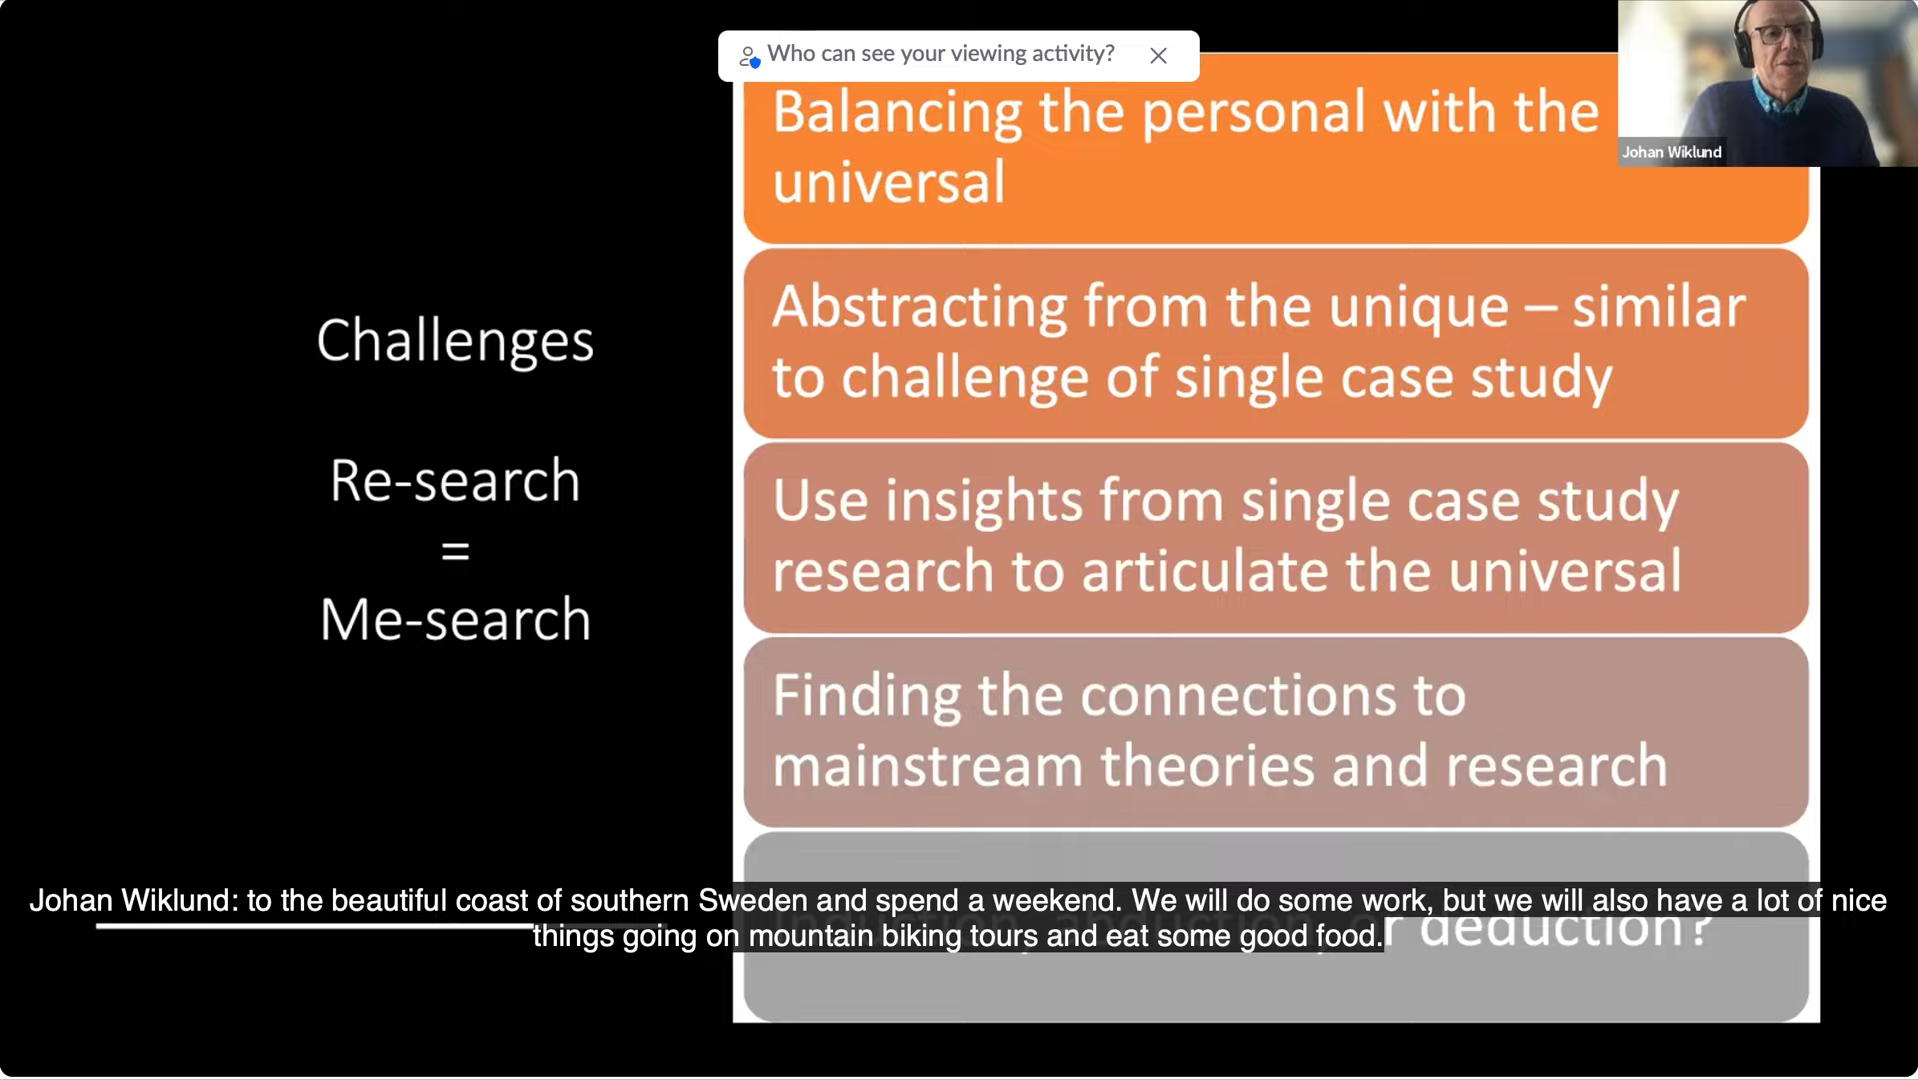 Who can see your viewing activity?
Johan Wiklund
Challenges
Re-search
=
Me-search
Balancing the personal with the
universal
Abstracting from the unique – similar
to challenge of single case study
Use insights from single case study
research to articulate the universal
Finding the connections to
mainstream theories and research
deduction?
Johan Wiklund: to the beautiful coast of southern Sweden and spend a weekend. We will do some work, but we will also have a lot of nice
things going on mountain biking tours and eat some good food.